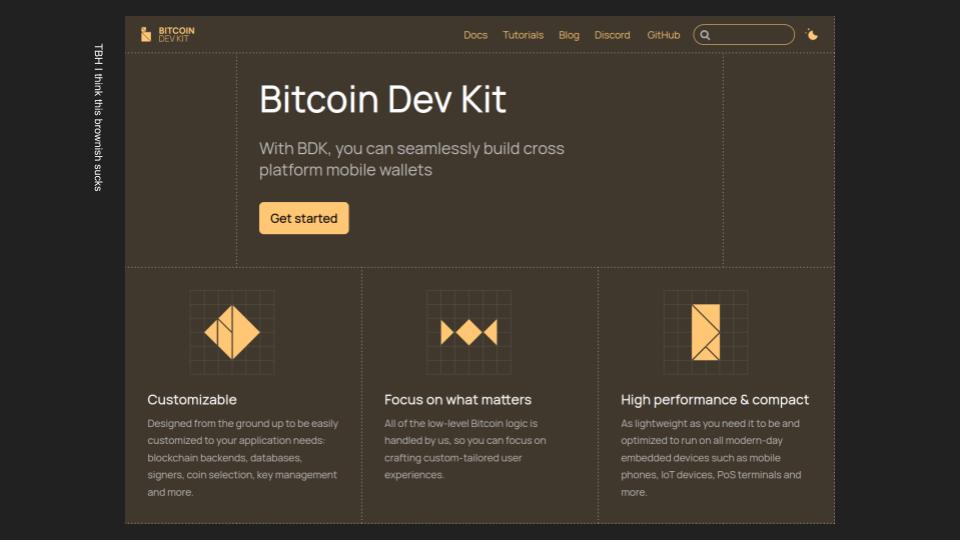 TBH I think this brownish sucks
BITCOIN
DEV KIT
Docs Tutorials Blog Discord GitHub
Bitcoin Dev Kit
With BDK, you can seamlessly build cross
platform mobile wallets
Get started
Customizable
Designed from the ground up to be easily
customized to your application needs:
blockchain backends, databases,
signers, coin selection, key management
and more.
Focus on what matters
All of the low-level Bitcoin logic is
handled by us, so you can focus on
crafting custom-tailored user
experiences.
High performance & compact
As lightweight as you need it to be and
optimized to run on all modern-day
embedded devices such as mobile
phones, IoT devices, PoS terminals and
more.